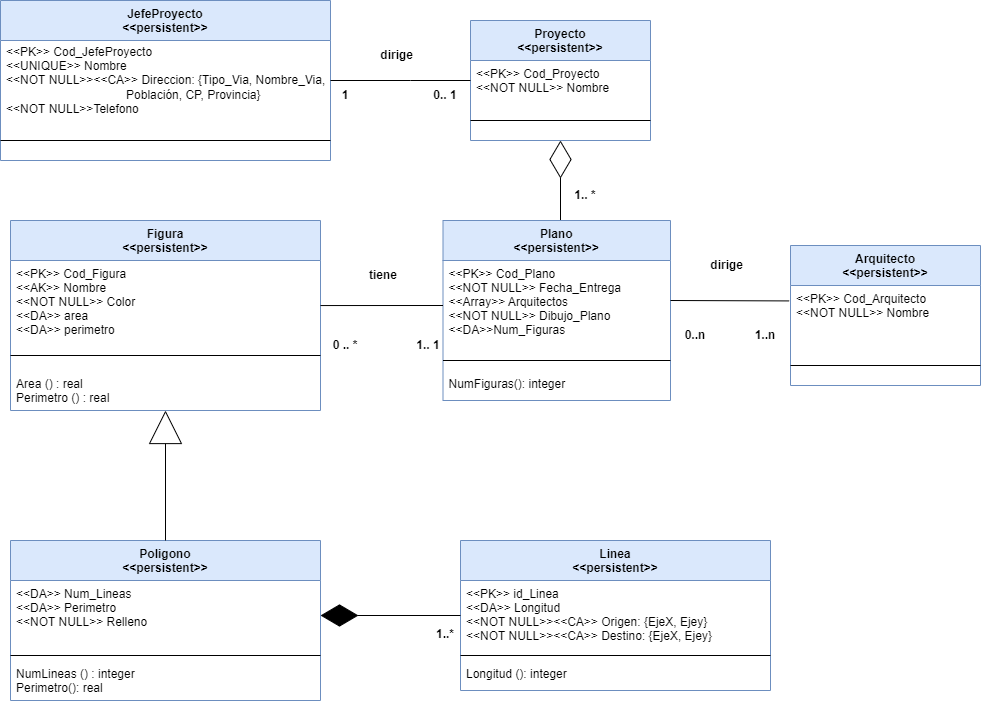 JefeProyecto
<<persistent>>
<<PK>> Cod_JefeProyecto
<<UNIQUE>> Nombre
<<NOT NULL>><<CA>> Direccion: {Tipo_Via, Nombre_Via,
Población, CP, Provincia}
<<NOT NULL>>Telefono
dirige
1
0.. 1
Proyecto
<<persistent>>
<<PK>> Cod_Proyecto
<<NOT NULL>> Nombre
1.. *
Figura
<<persistent>>
<<PK>> Cod_Figura
<<AK>> Nombre
<<NOT NULL>> Color
<<DA>> area
<<DA>> perimetro
Area () : real
Perimetro () : real
tiene
0 .. *
1.. 1
Plano
<<persistent>>
<<PK>> Cod_Plano
<<NOT NULL>> Fecha_Entrega
<<Array>> Arquitectos
<<NOT NULL>> Dibujo_Plano
<<DA>>Num_Figuras
NumFiguras(): integer
dirige
0..n
1..n
Arquitecto
<<persistent>>
<<PK>> Cod_Arquitecto
<<NOT NULL>> Nombre
Poligono
<<persistent>>
<<DA>> Num_Lineas
<<DA>> Perimetro
<<NOT NULL>> Relleno
NumLineas () : integer
Perimetro(): real
1..*
Linea
<<persistent>>
<<PK>> id_Linea
<<DA>> Longitud
<<NOT NULL>><<CA>> Origen: {EjeX, Ejey}
<<NOT NULL>><<CA>> Destino: {EjeX, Ejey}
Longitud (): integer